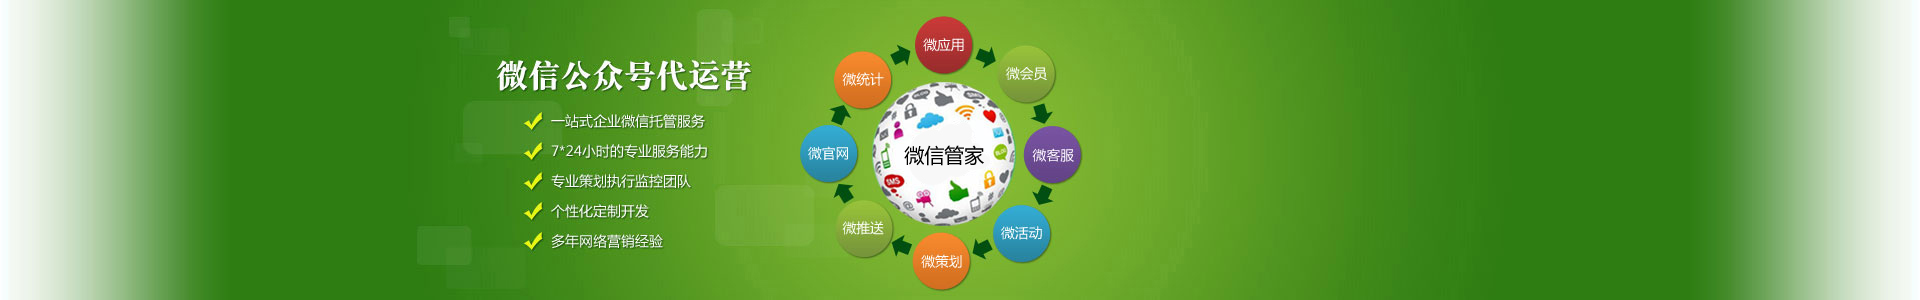 微信公众号代运营
一站式企业微信托管服务
7*24小时的专业服务能力
专业策划执行监控团队
个性化定制开发
多年网络营销经验
微应用
微会员
微客服
微活动
微策划
微推送
微官网
微统计
微信管家
SMS
BLOG